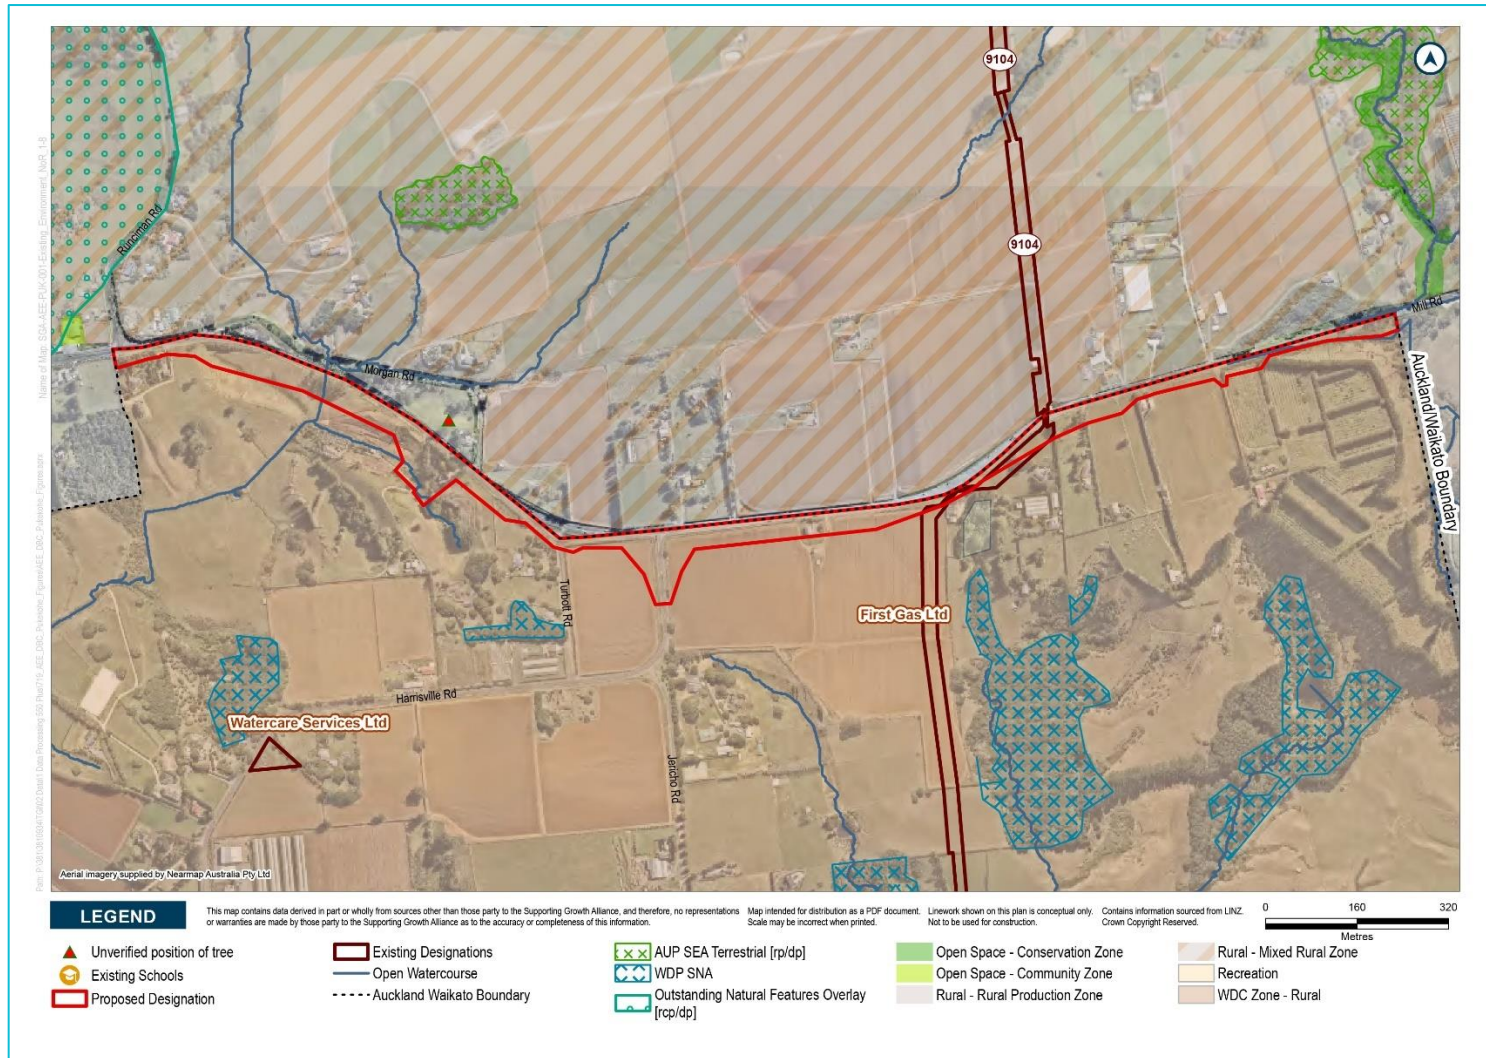 9104
Runciman Rd
9104
Mill Rd
Morgan Rd
Auckland/Waikato Boundary
Turbott Rd
First Gas Ltd
Harrisville Rd
Watercare Services Ltd
Jericho Rd
Aerial imagery supplied by Nearmap Australia Pty Ltd
LEGEND
This map contains data derived in part or wholly from sources other than those party to the Supporting Growth Alliance, and therefore, no representations
or warranties are made by those party to the Supporting Growth Alliance as to the accuracy or completeness of this information.
Map intended for distribution as a PDF document.
Scale may be incorrect when printed.
Linework shown on this plan is conceptual only.
Not to be used for construction.
Contains information sourced from LINZ.
Crown Copyright Reserved.
0 160 320
Metres
Unverified position of tree
Existing Schools
Proposed Designation
Existing Designations
Open Watercourse
Auckland Waikato Boundary
AUP SEA Terrestrial [rp/dp]
WDP SNA
Outstanding Natural Features Overlay
[rcp/dp]
Open Space - Conservation Zone
Open Space - Community Zone
Rural - Rural Production Zone
Rural - Mixed Rural Zone
Recreation
WDC Zone - Rural